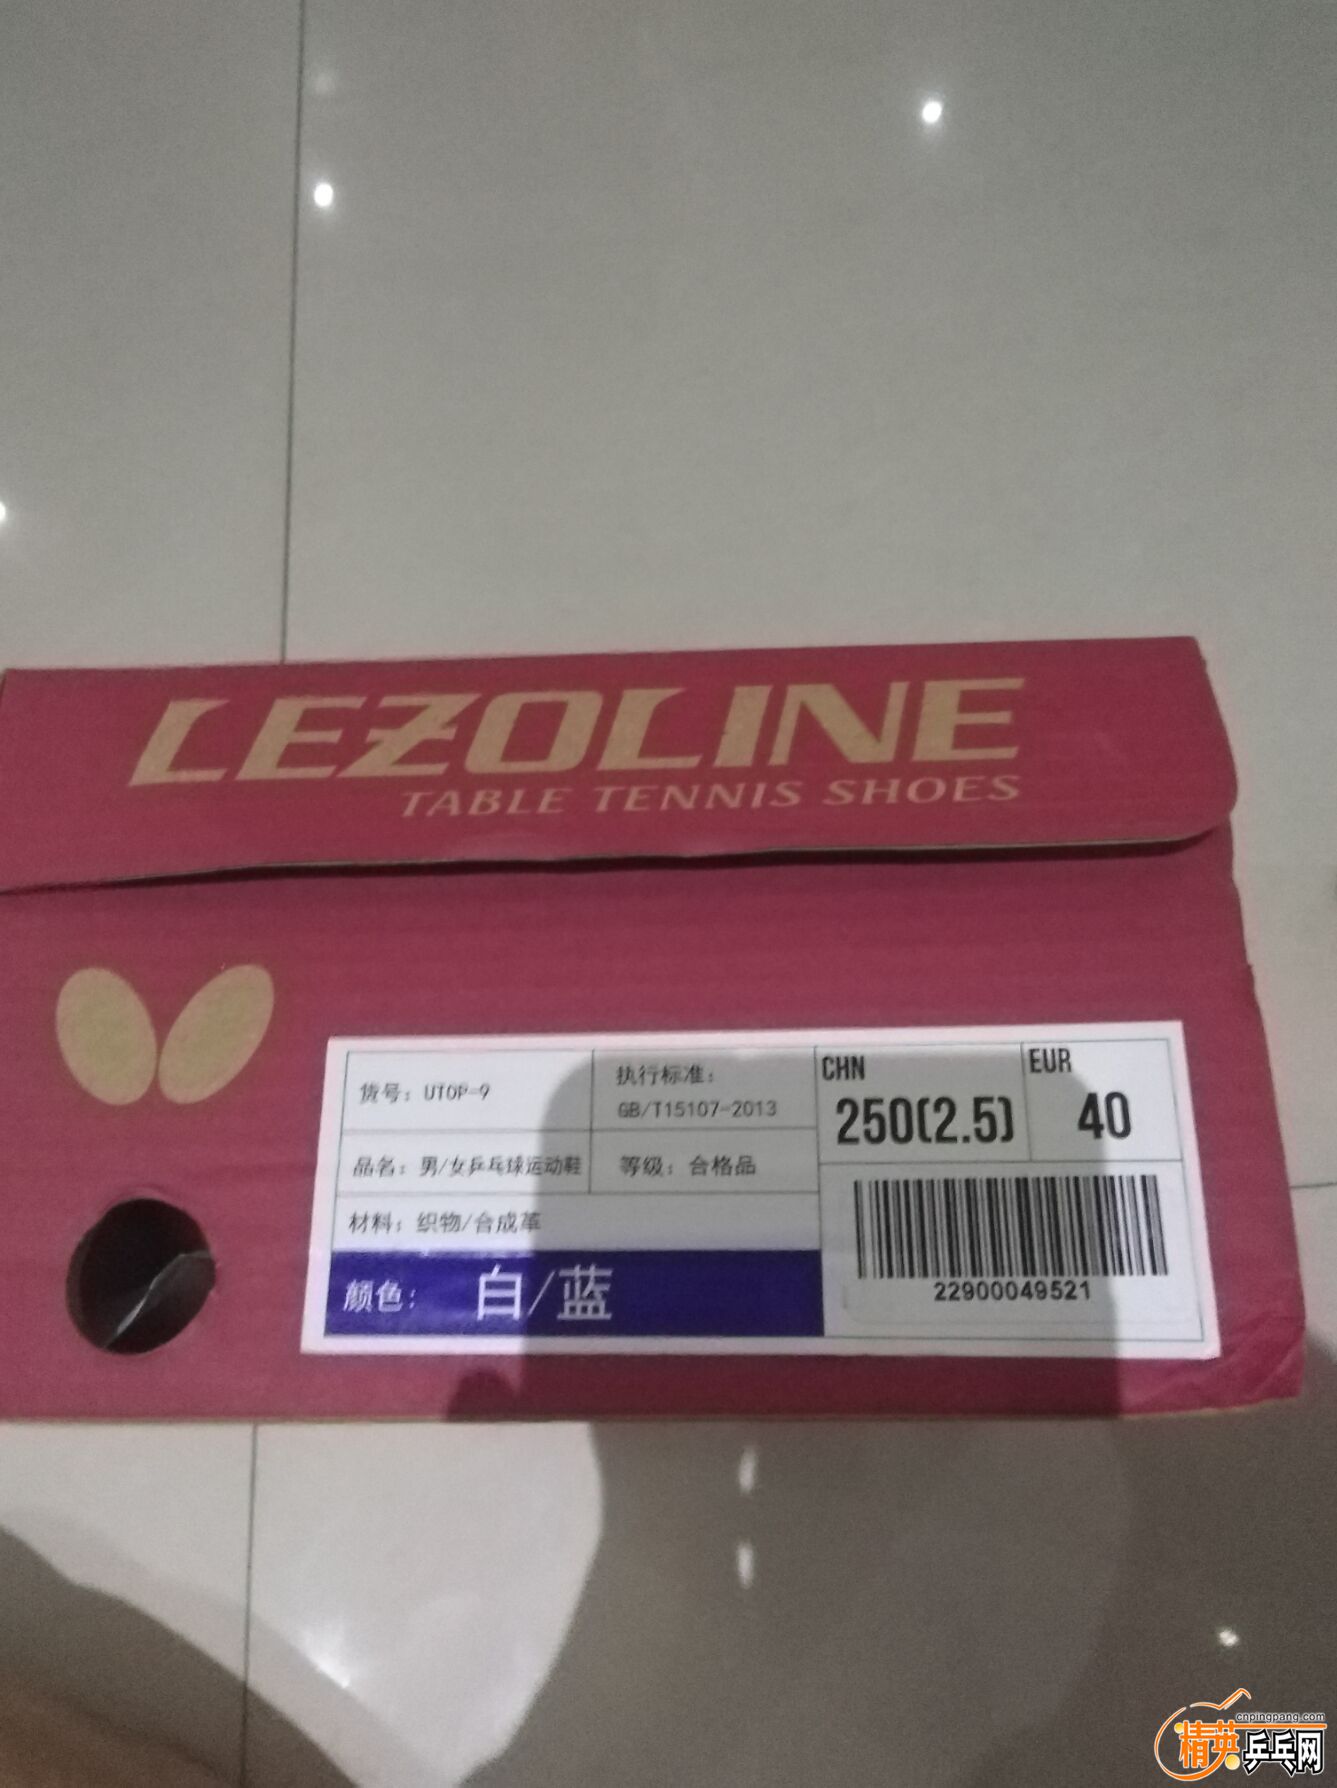 LEZOLINE
TABLE TENNIS SHOES
货号：UTOP-9
执行标准：
GB/T15107-2013
品名：男/女乒乓球运动鞋
等级：合格品
材料：织物/合成革
颜色：白/蓝
CHN
250(2.5)
EUR
40
22900049521
cnpingpang.com
精英乒乓网